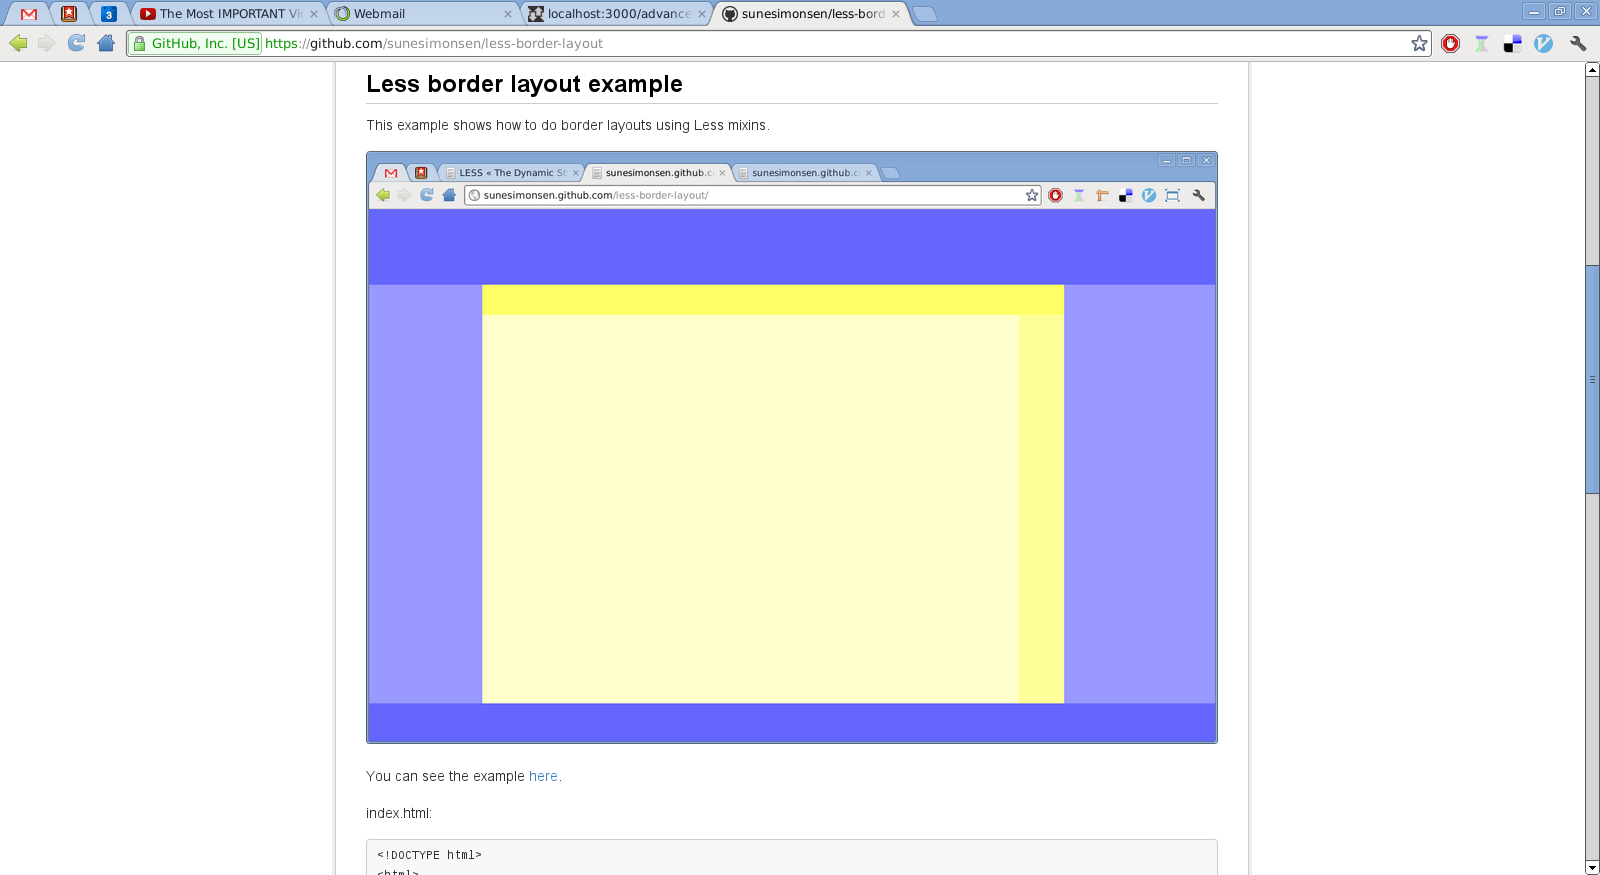 3
The Most IMPORTANT Vi
Webmail
localhost:3000/advance
sunesimonsen/less-bord
GitHub, Inc. [US] https://github.com/sunesimonsen/less-border-layout
Less border layout example
This example shows how to do border layouts using Less mixins.
LESS « The Dynamic St
sunesimonsen.github.c
sunesimonsen.github.c
sunesimonsen.github.com/less-border-layout/
You can see the example here.
index.html:
<!DOCTYPE html>
<html>